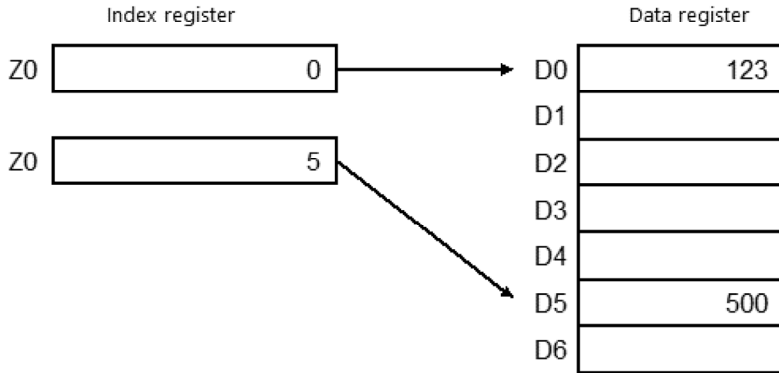 Index register
Data register
Z0 0
D0 123
D1
Z0 5
D2
D3
D4
D5 500
D6